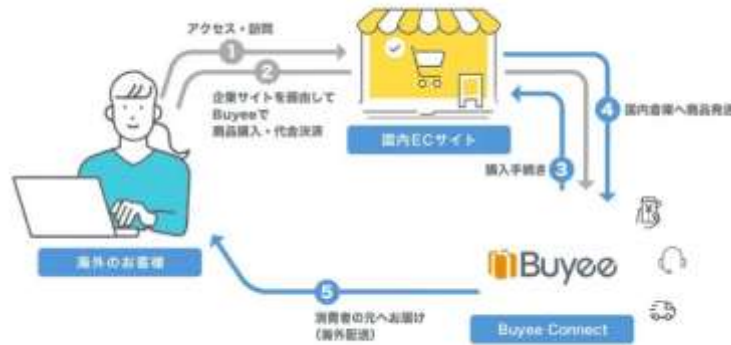 アクセス・訪問
1
2
企業サイトを経由して
Buyeeで
商品購入・代金決済
国内ECサイト
購入手続き
3
4
国内倉庫へ商品発送
海外のお客様
Buyee
5
消費者の元へお届け
(海外配送)
Buyee Connect